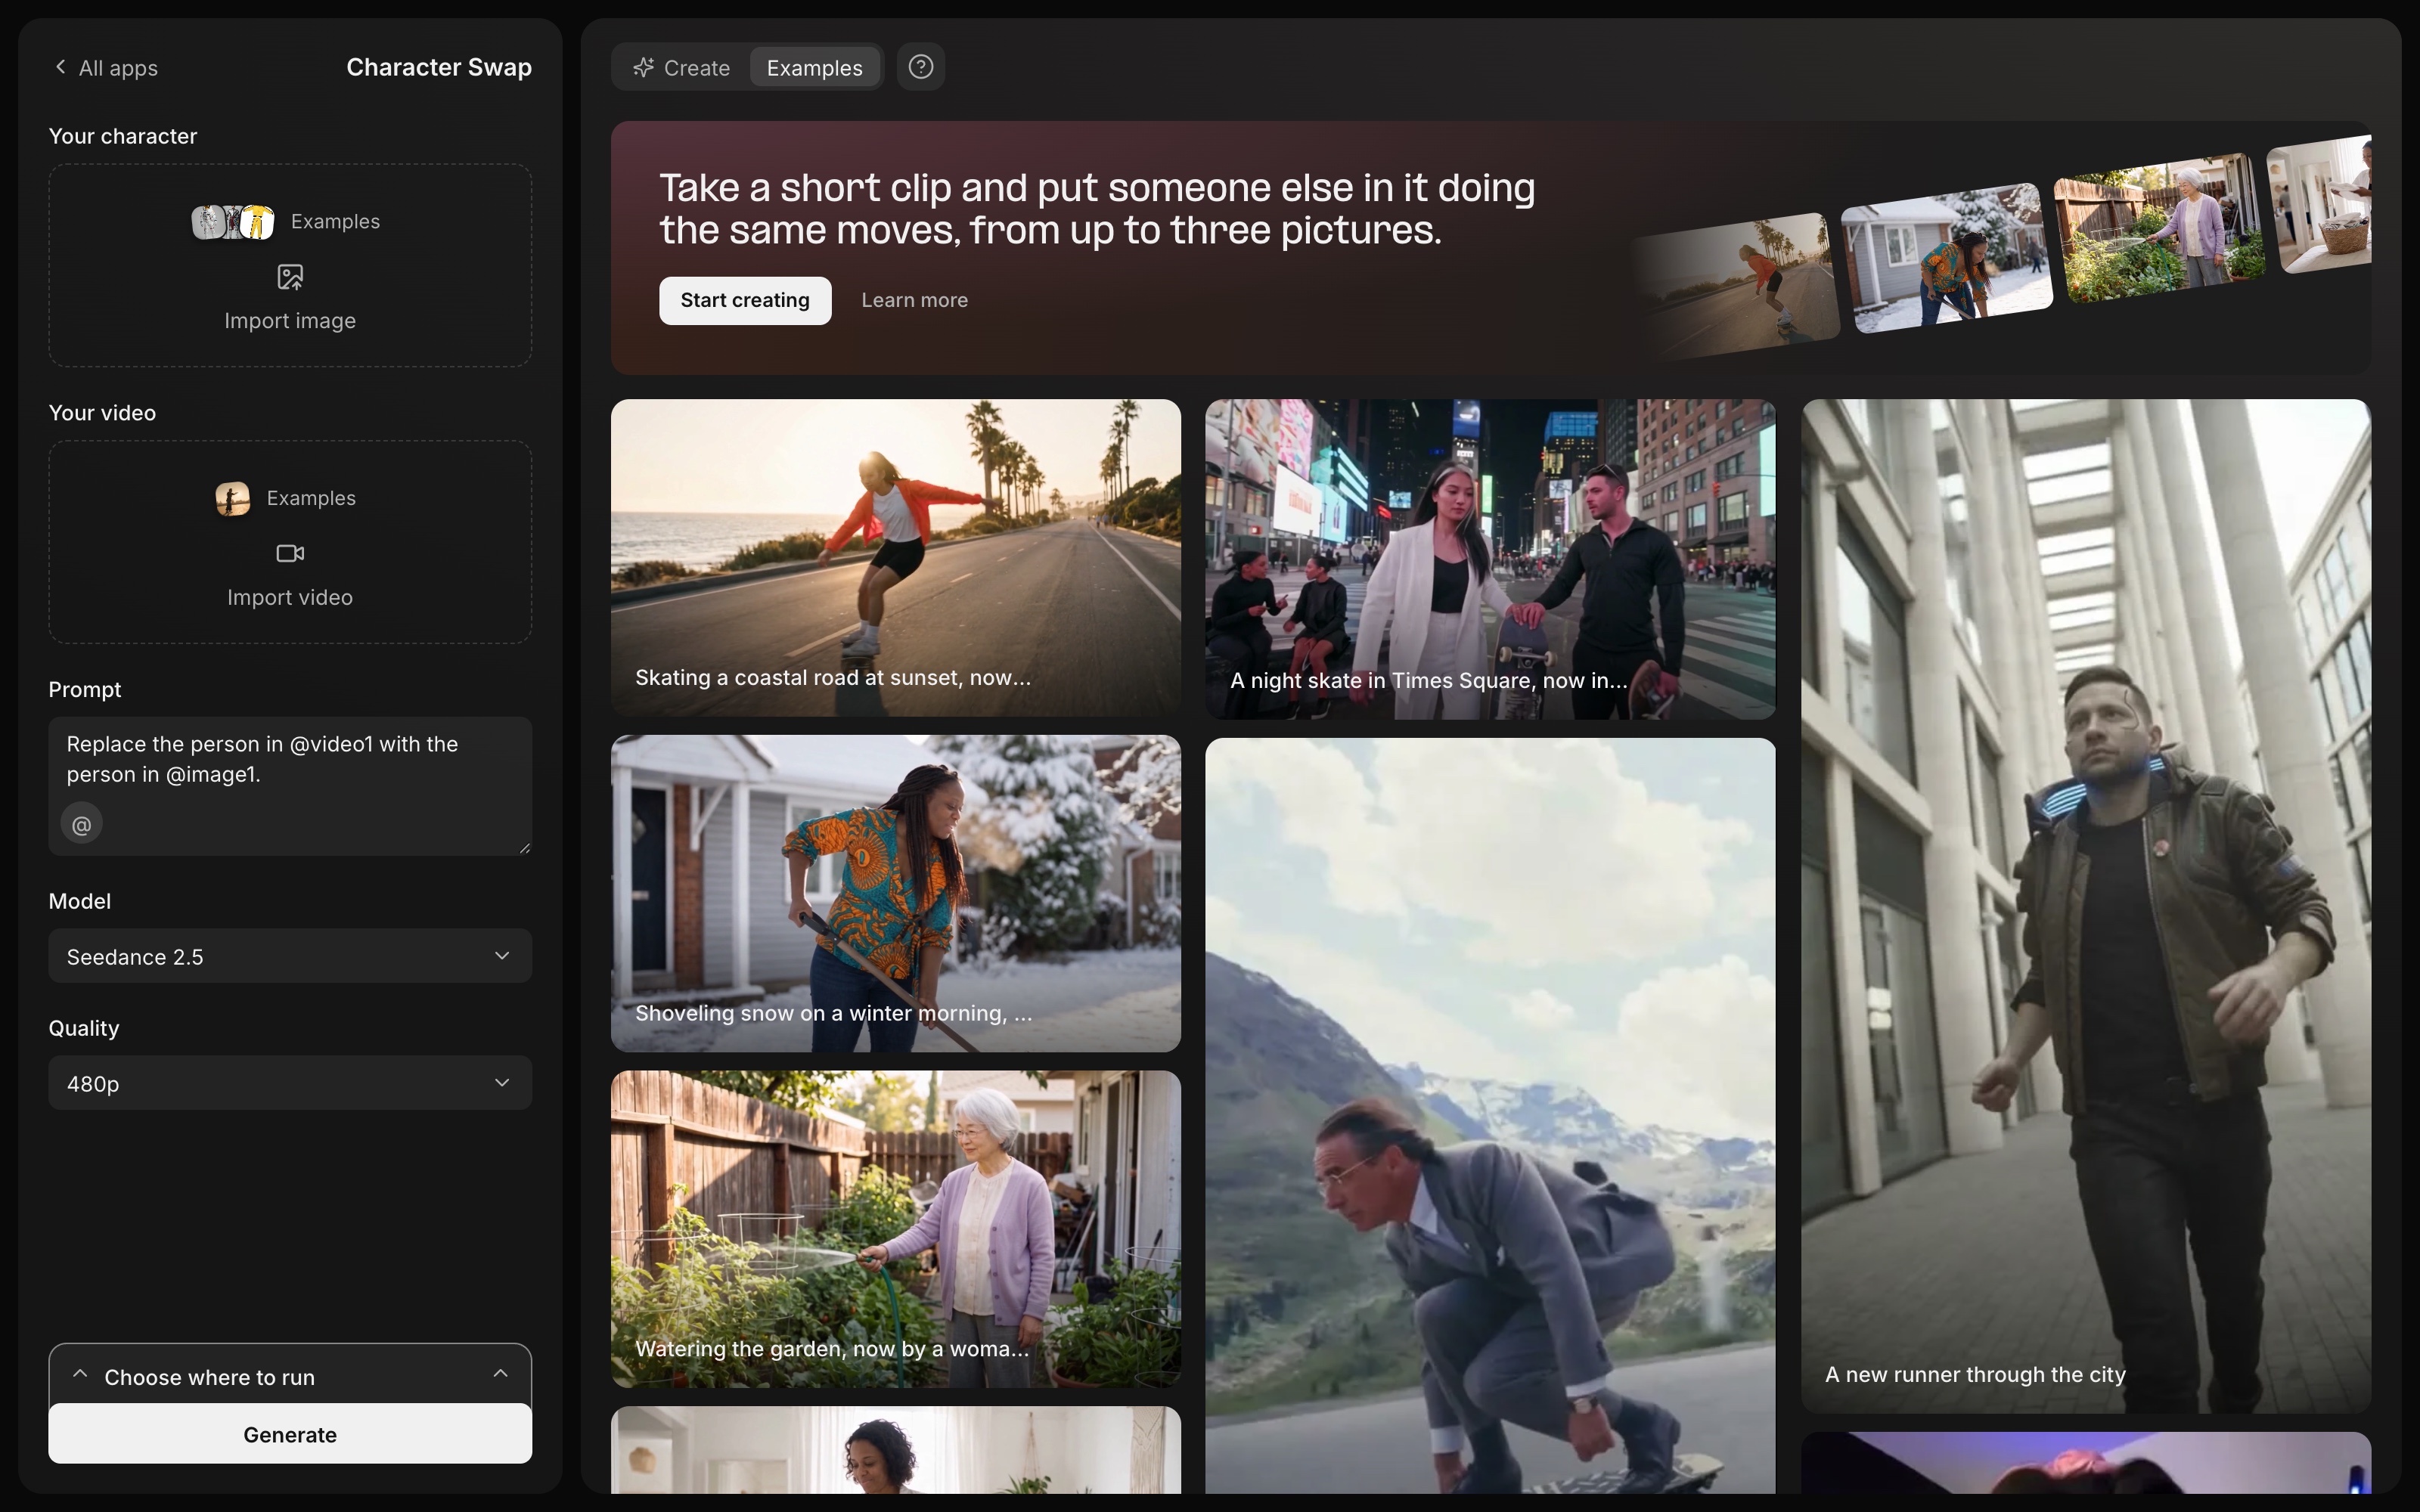 All apps
Character Swap
Your character
Examples
Import image
Your video
Examples
Import video
Prompt
Replace the person in @video1 with the
person in @image1.
@
Model
Seedance 2.5
Quality
480p
Choose where to run
Generate
Create
Examples
Take a short clip and put someone else in it doing
the same moves, from up to three pictures.
Start creating
Learn more
Skating a coastal road at sunset, now...
A night skate in Times Square, now in...
Shoveling snow on a winter morning, ...
Watering the garden, now by a woma...
A new runner through the city